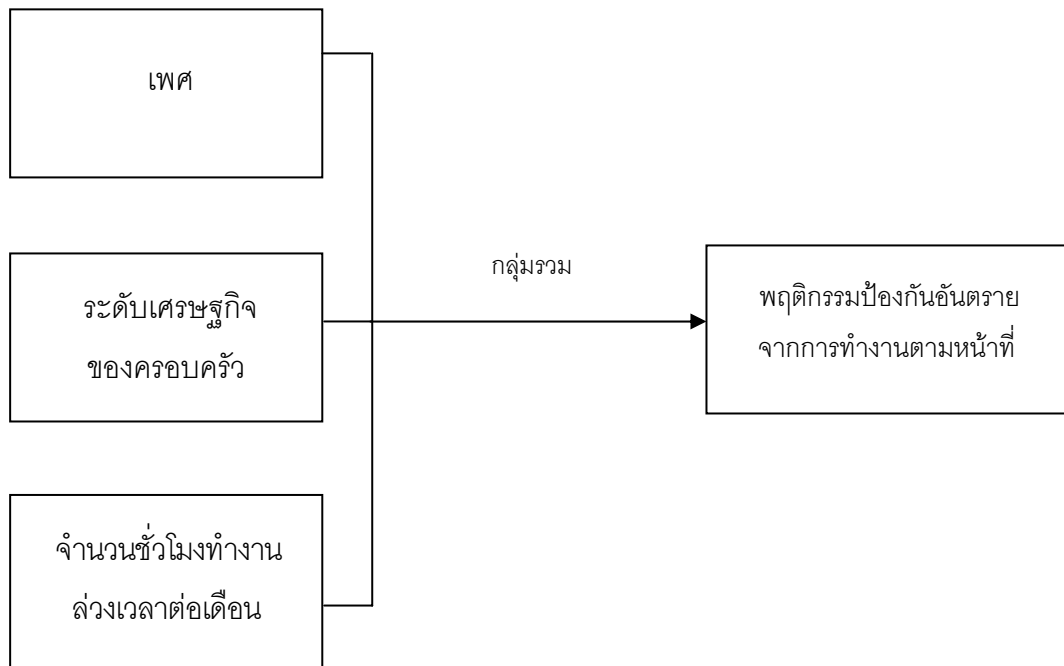 เพศ
ระดับเศรษฐกิจ
ของครอบครัว
จำนวนชั่วโมงทำงาน
ล่วงเวลาต่อเดือน
กลุ่มรวม
พฤติกรรมป้องกันอันตราย
จากการทำงานตามหน้าที่